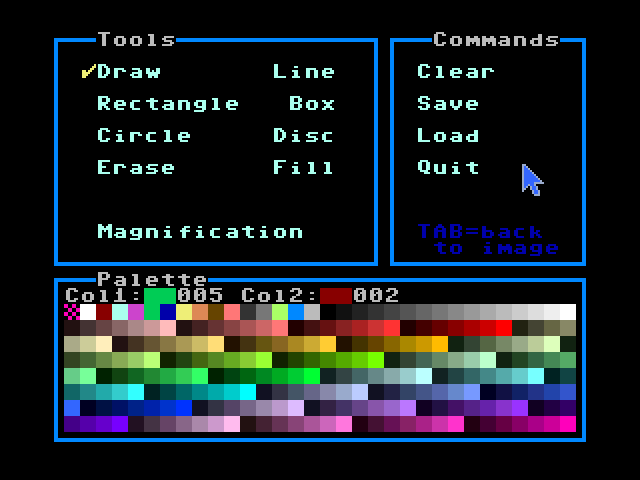 Tools
✓Draw Line
Rectangle Box
Circle Disc
Erase Fill
Magnification
Commands
Clear
Save
Load
Quit
TAB=back
to image
Palette
Col1: 005 Col2: 002